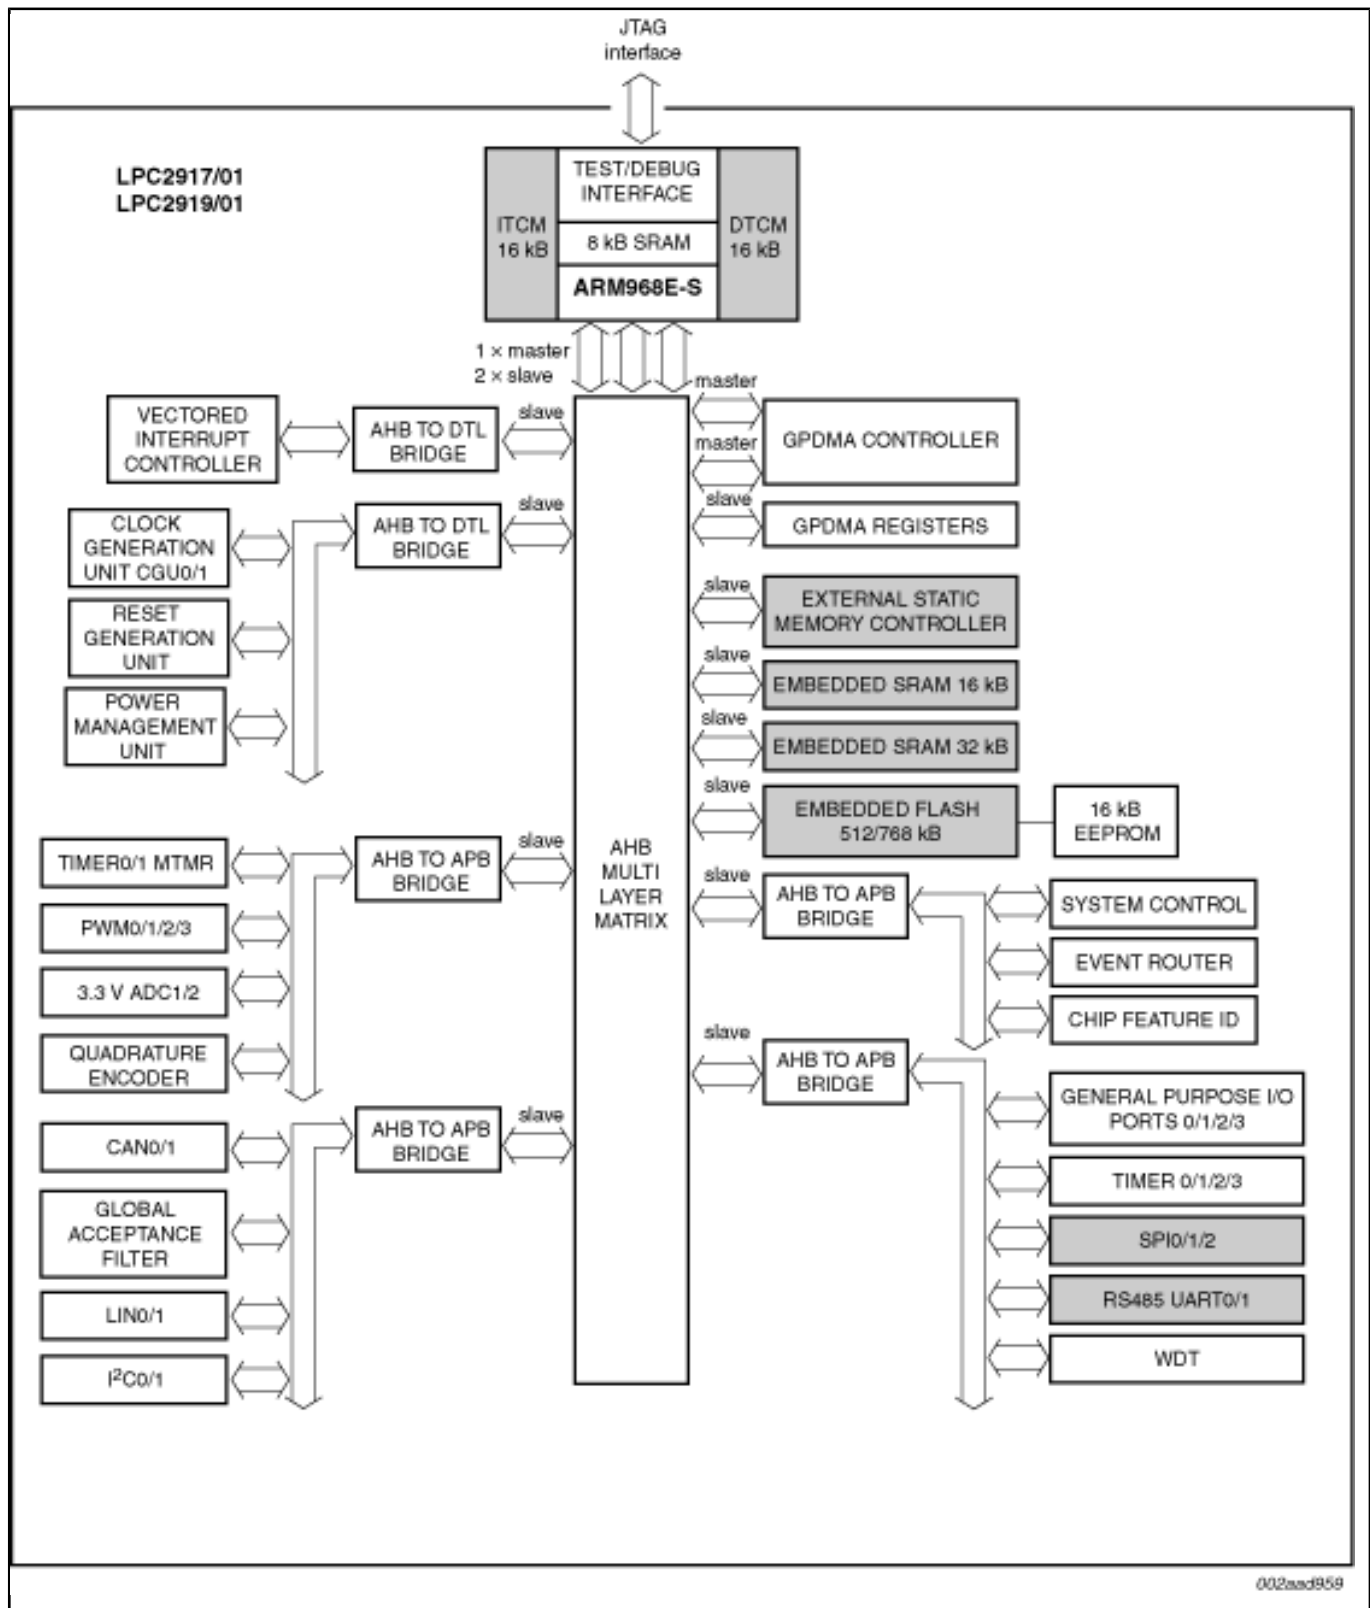 JTAG
interface
LPC2917/01
LPC2919/01
ITCM
16 kB
TEST/DEBUG
INTERFACE
8 kB SRAM
ARM968E-S
DTCM
16 kB
1 × master
2 × slave
master
VECTORED
INTERRUPT
CONTROLLER
AHB TO DTL
BRIDGE
slave
GPDMA CONTROLLER
master
slave
GPDMA REGISTERS
CLOCK
GENERATION
UNIT CGU0/1
AHB TO DTL
BRIDGE
slave
RESET
GENERATION
UNIT
POWER
MANAGEMENT
UNIT
slave
EXTERNAL STATIC
MEMORY CONTROLLER
slave
EMBEDDED SRAM 16 kB
slave
EMBEDDED SRAM 32 kB
slave
EMBEDDED FLASH
512/768 kB
16 kB
EEPROM
AHB
MULTI
LAYER
MATRIX
TIMER0/1 MTMR
AHB TO APB
BRIDGE
slave
PWM0/1/2/3
3.3 V ADC1/2
QUADRATURE
ENCODER
slave
AHB TO APB
BRIDGE
SYSTEM CONTROL
EVENT ROUTER
CHIP FEATURE ID
slave
AHB TO APB
BRIDGE
CAN0/1
AHB TO APB
BRIDGE
slave
GLOBAL
ACCEPTANCE
FILTER
LIN0/1
I²C0/1
GENERAL PURPOSE I/O
PORTS 0/1/2/3
TIMER 0/1/2/3
SPI0/1/2
RS485 UART0/1
WDT
002aad959